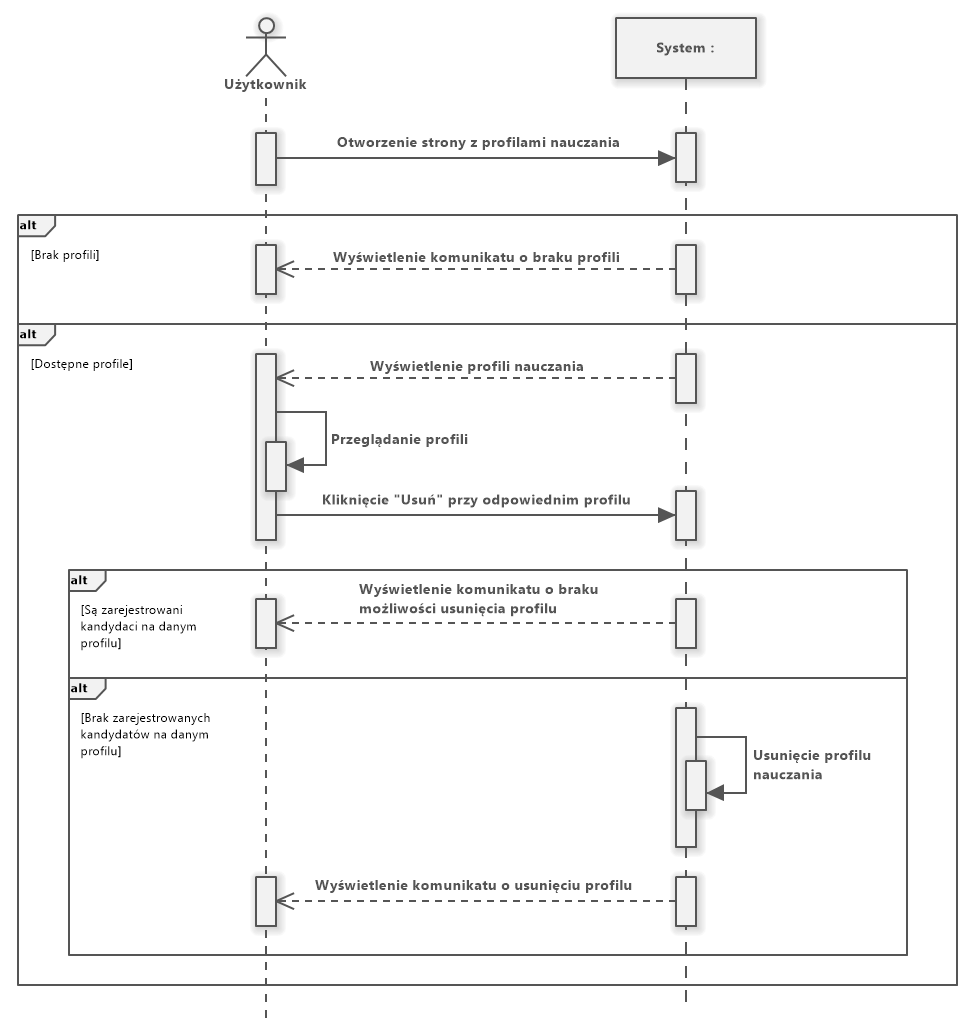 Użytkownik
System :
Otworzenie strony z profilami nauczania
alt
[Brak profili]
Wyświetlenie komunikatu o braku profili
alt
[Dostępne profile]
Wyświetlenie profili nauczania
Przeglądanie profili
Kliknięcie "Usuń" przy odpowiednim profilu
alt
[Są zarejestrowani
kandydaci na danym
profilu]
Wyświetlenie komunikatu o braku
możliwości usunięcia profilu
alt
[Brak zarejestrowanych
kandydatów na danym
profilu]
Usunięcie profilu
nauczania
Wyświetlenie komunikatu o usunięciu profilu